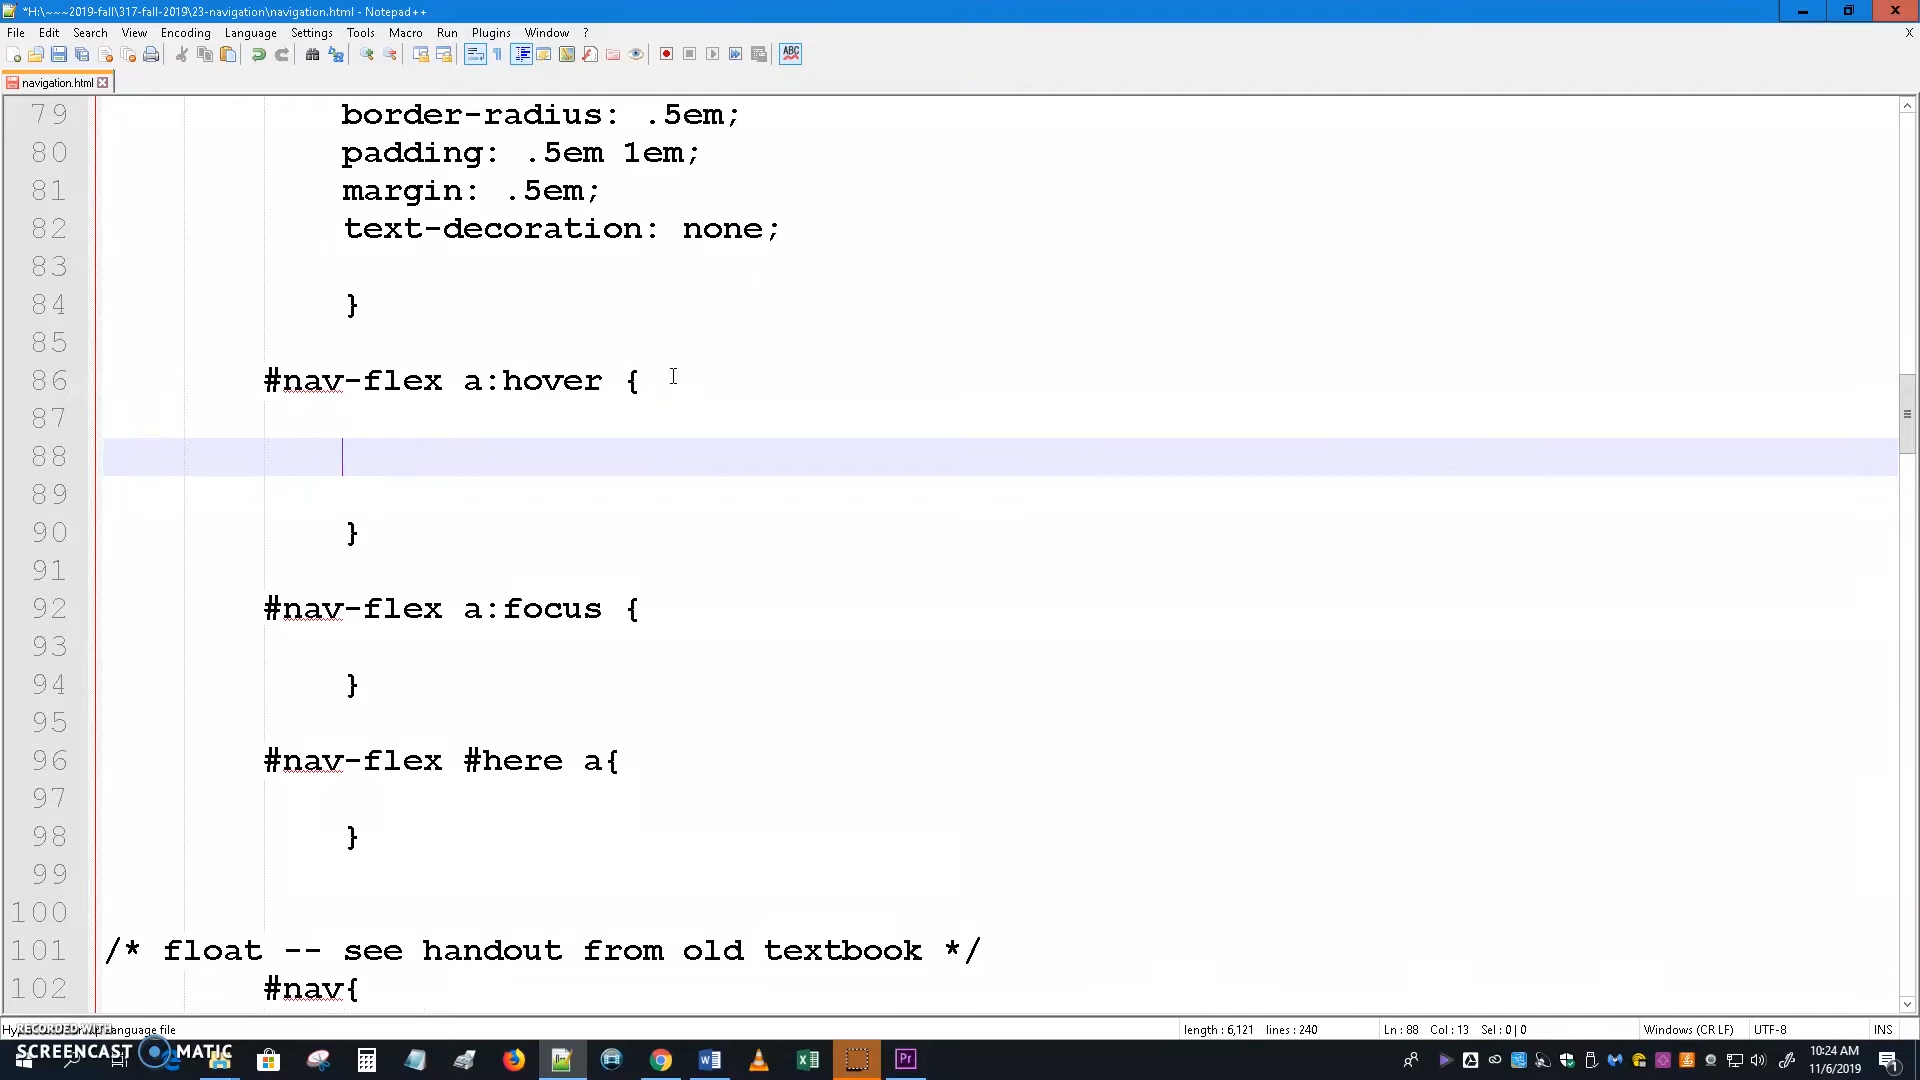 *H:\~~~2019-fall\317-fall-2019\23-navigation\navigation.html - Notepad++
File Edit Search View Encoding Language Settings Tools Macro Run Plugins Window ? X
navigation.html
79 border-radius: .5em;
80 padding: .5em 1em;
81 margin: .5em;
82 text-decoration: none;
83
84 }
85
86 #nav-flex a:hover {
87
88
89
90 }
91
92 #nav-flex a:focus {
93
94 }
95
96 #nav-flex #here a{
97
98 }
99
100
101 /* float -- see handout from old textbook */
102 #nav{
length : 6,121 lines : 240 Ln : 88 Col : 13 Sel : 0 | 0 Windows (CR LF) UTF-8 INS
RECORDED WITH
SCREENCAST MATIC
10:24 AM
11/6/2019